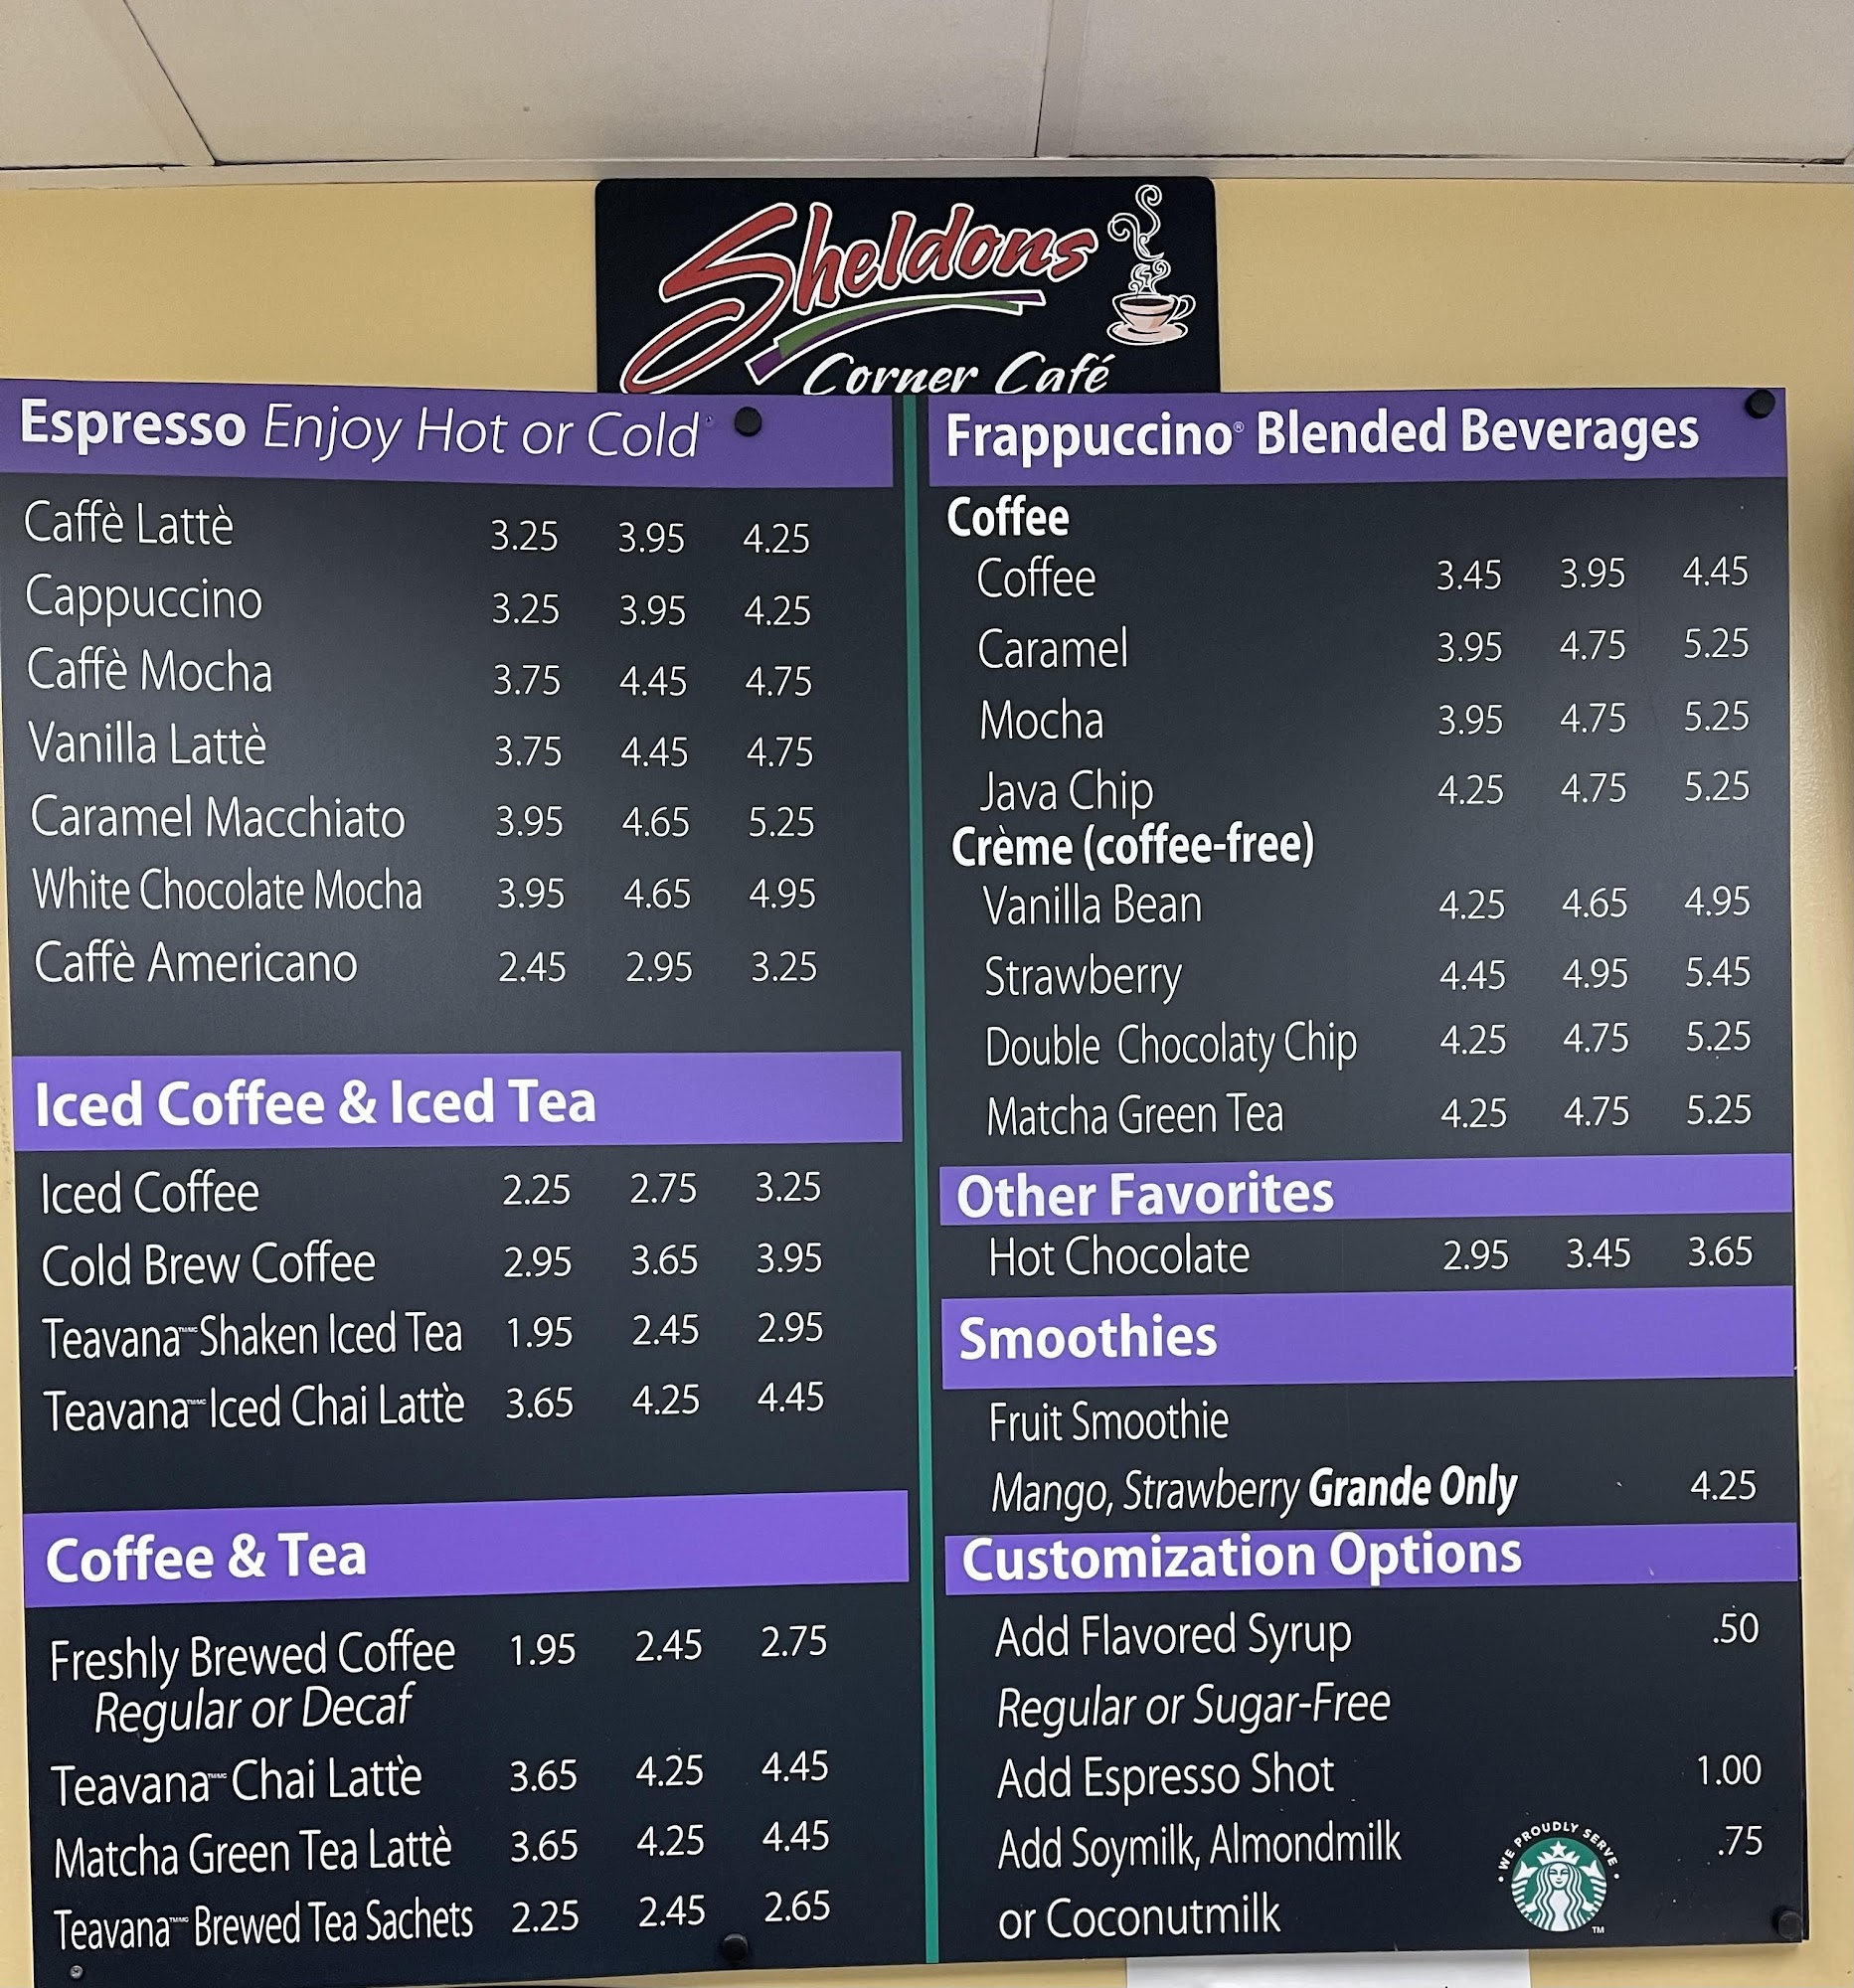 Sheldons
Corner Café
Espresso Enjoy Hot or Cold
Caffè Lattè 3.25 3.95 4.25
Cappuccino 3.25 3.95 4.25
Caffè Mocha 3.75 4.45 4.75
Vanilla Lattè 3.75 4.45 4.75
Caramel Macchiato 3.95 4.65 5.25
White Chocolate Mocha 3.95 4.65 4.95
Caffè Americano 2.45 2.95 3.25
Iced Coffee & Iced Tea
Iced Coffee 2.25 2.75 3.25
Cold Brew Coffee 2.95 3.65 3.95
Teavana Shaken Iced Tea 1.95 2.45 2.95
Teavana Iced Chai Lattè 3.65 4.25 4.45
Coffee & Tea
Freshly Brewed Coffee 1.95 2.45 2.75
Regular or Decaf
Teavana Chai Lattè 3.65 4.25 4.45
Matcha Green Tea Lattè 3.65 4.25 4.45
Teavana Brewed Tea Sachets 2.25 2.45 2.65
Frappuccino® Blended Beverages
Coffee
Coffee 3.45 3.95 4.45
Caramel 3.95 4.75 5.25
Mocha 3.95 4.75 5.25
Java Chip 4.25 4.75 5.25
Crème (coffee-free)
Vanilla Bean 4.25 4.65 4.95
Strawberry 4.45 4.95 5.45
Double Chocolaty Chip 4.25 4.75 5.25
Matcha Green Tea 4.25 4.75 5.25
Other Favorites
Hot Chocolate 2.95 3.45 3.65
Smoothies
Fruit Smoothie
Mango, Strawberry Grande Only 4.25
Customization Options
Add Flavored Syrup .50
Regular or Sugar-Free
Add Espresso Shot 1.00
Add Soymilk, Almondmilk .75
or Coconutmilk
WE PROUDLY SERVE
TM